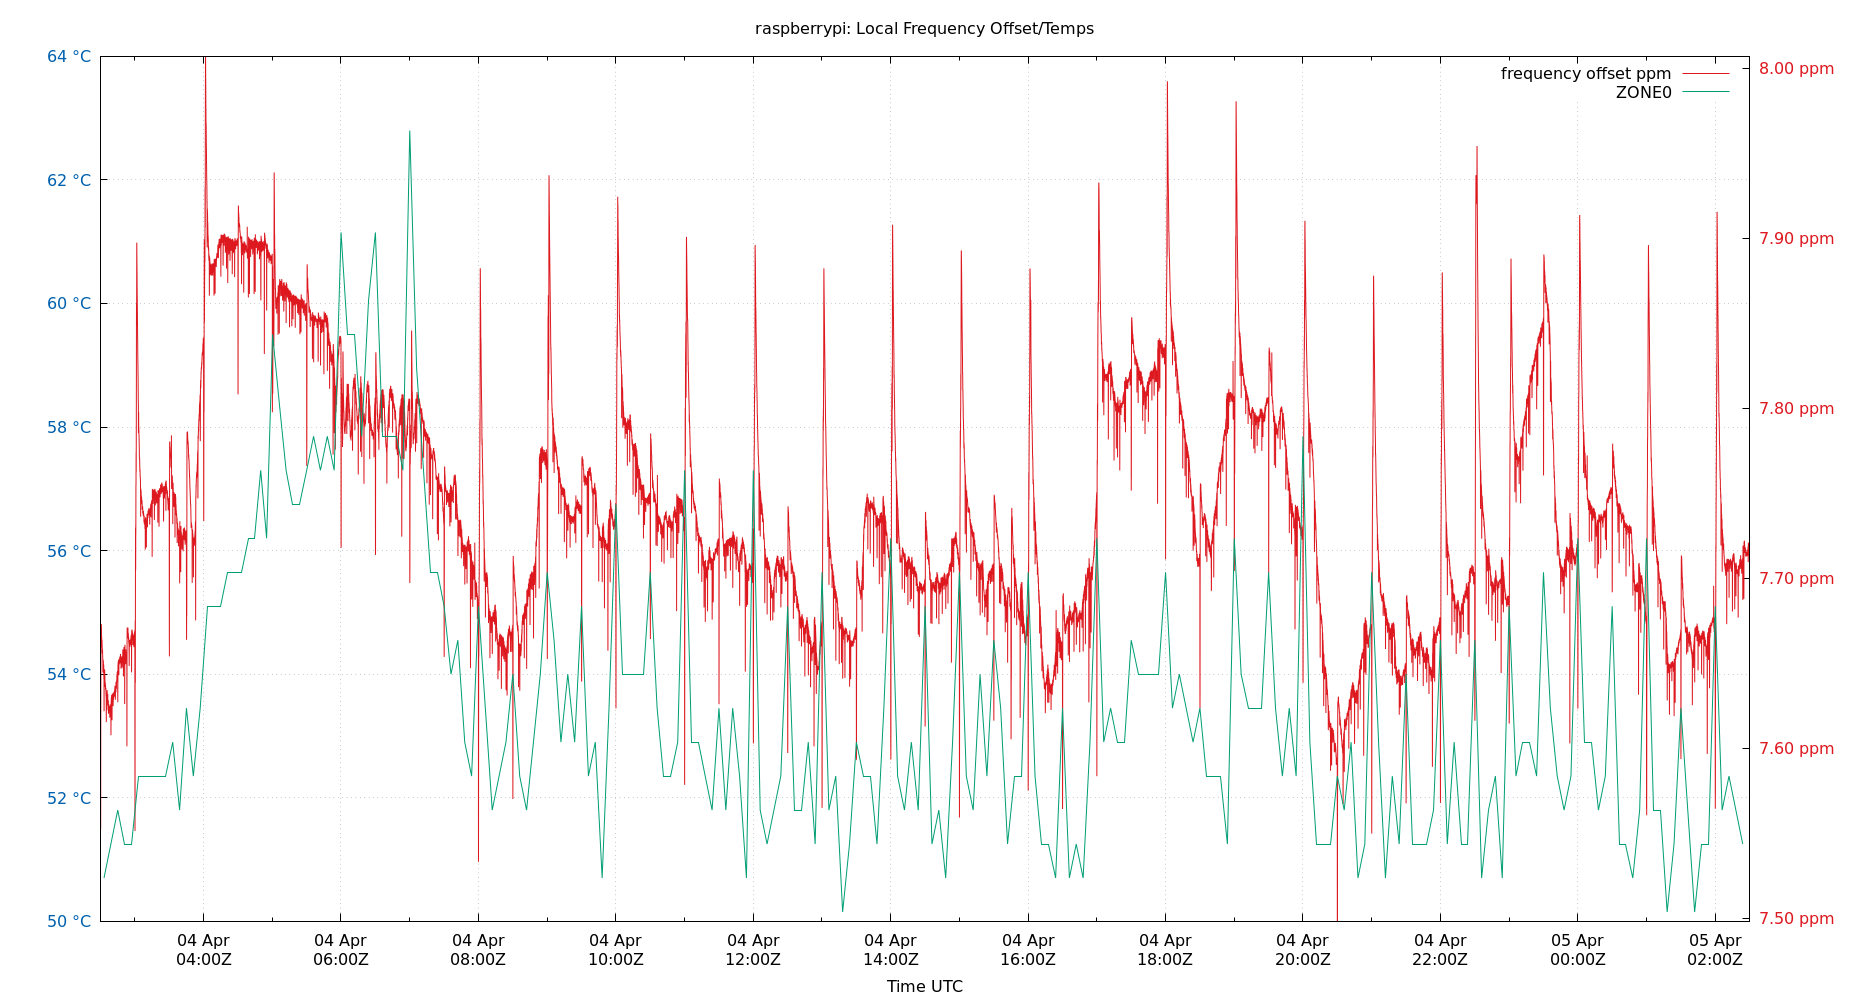 raspberrypi: Local Frequency Offset/Temps
64 °C
62 °C
60 °C
58 °C
56 °C
54 °C
52 °C
50 °C
8.00 ppm
7.90 ppm
7.80 ppm
7.70 ppm
7.60 ppm
7.50 ppm
frequency offset ppm
ZONE0
04 Apr 04 Apr 04 Apr 04 Apr 04 Apr 04 Apr 04 Apr 04 Apr 04 Apr 04 Apr 05 Apr 05 Apr
04:00Z 06:00Z 08:00Z 10:00Z 12:00Z 14:00Z 16:00Z 18:00Z 20:00Z 22:00Z 00:00Z 02:00Z
Time UTC